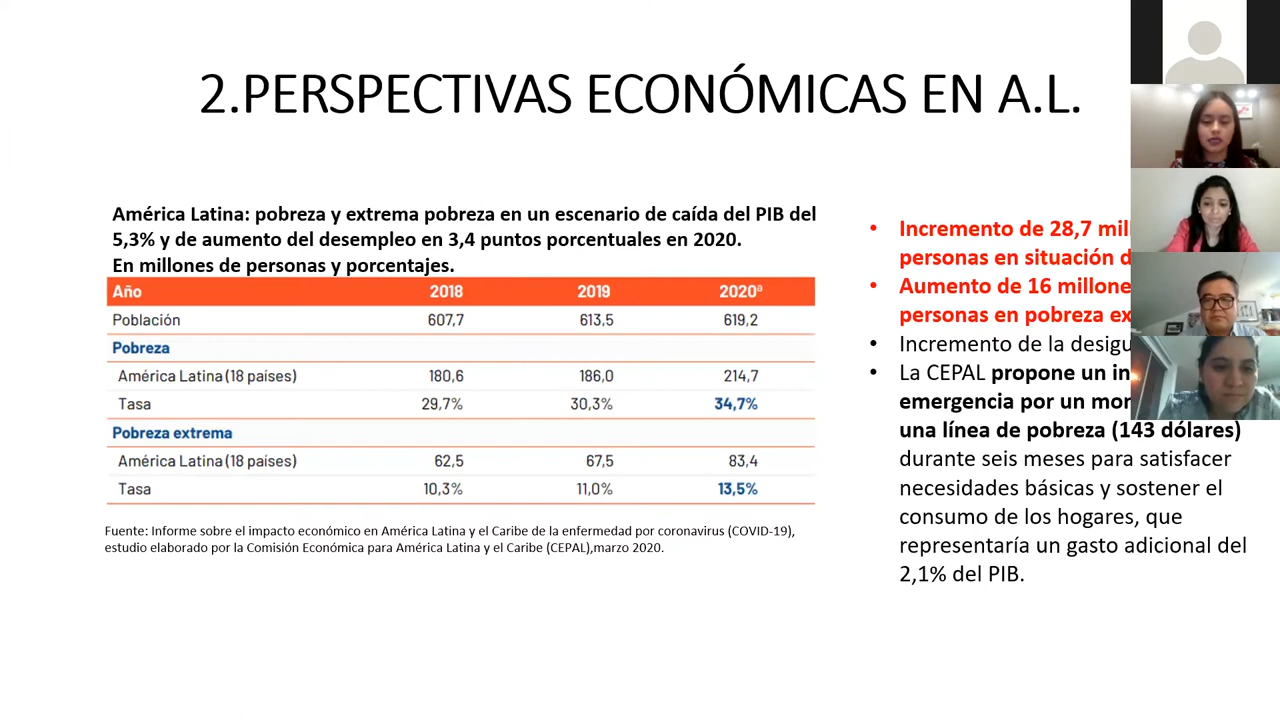 2.PERSPECTIVAS ECONÓMICAS EN A.L.
América Latina: pobreza y extrema pobreza en un escenario de caída del PIB del
5,3% y de aumento del desempleo en 3,4 puntos porcentuales en 2020.
En millones de personas y porcentajes.
Año 2018 2019 2020ª
Población 607,7 613,5 619,2
Pobreza
América Latina (18 países) 180,6 186,0 214,7
Tasa 29,7% 30,3% 34,7%
Pobreza extrema
América Latina (18 países) 62,5 67,5 83,4
Tasa 10,3% 11,0% 13,5%
Fuente: Informe sobre el impacto económico en América Latina y el Caribe de la enfermedad por coronavirus (COVID-19),
estudio elaborado por la Comisión Económica para América Latina y el Caribe (CEPAL),marzo 2020.
• Incremento de 28,7
personas en situación
• Aumento de 16
personas en pobreza
• Incremento de la
• La CEPAL propone un
emergencia por un
una línea de pobreza (143 dólares)
durante seis meses para satisfacer
necesidades básicas y sostener el
consumo de los hogares, que
representaría un gasto adicional del
2,1% del PIB.